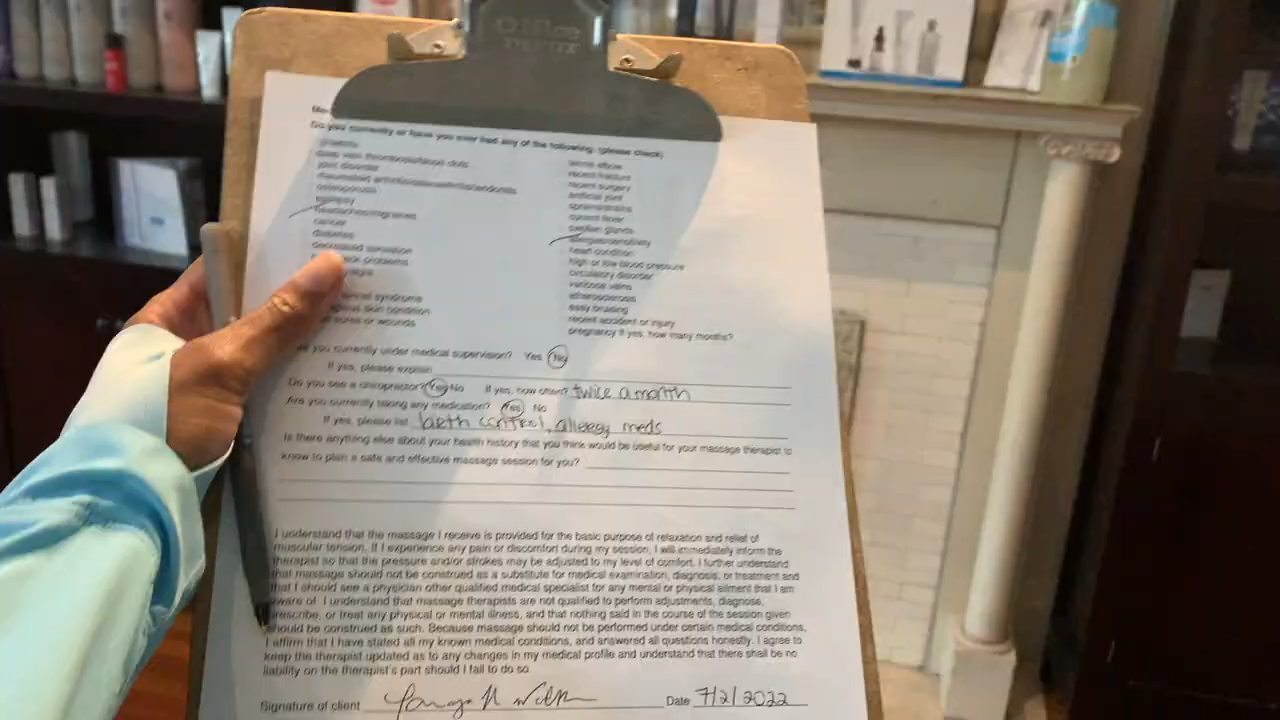 Office
DEPOT
Do you currently or have you ever had any of the following: (please check)
deep vein thrombosis/blood clots
joint disorder
osteoporosis
epilepsy
headaches/migraines
cancer
diabetes
decreased sensation
problems
syndrome
skin condition
sores or wounds
tennis elbow
recent fracture
recent surgery
artificial joint
sprains/strains
current fever
swollen glands
allergies/sensitivity
heart condition
high or low blood pressure
circulatory disorder
varicose veins
atherosclerosis
easy bruising
recent accident or injury
pregnancy If yes, how many months?
you currently under medical supervision? Yes No
If yes, please explain
Do you see a chiropractor? Yes No If yes, how often? twice a month
Are you currently taking any medication? Yes No
If yes, please list birth control, allergy meds
Is there anything else about your health history that you think would be useful for your massage therapist to
know to plan a safe and effective massage session for you?
I understand that the massage I receive is provided for the basic purpose of relaxation and relief of
muscular tension. If I experience any pain or discomfort during my session, I will immediately inform the
therapist so that the pressure and/or strokes may be adjusted to my level of comfort. I further understand
that massage should not be construed as a substitute for medical examination, diagnosis, or treatment and
that I should see a physician other qualified medical specialist for any mental or physical ailment that I am
aware of. I understand that massage therapists are not qualified to perform adjustments, diagnose,
prescribe, or treat any physical or mental illness, and that nothing said in the course of the session given
should be construed as such. Because massage should not be performed under certain medical conditions,
I affirm that I have stated all my known medical conditions, and answered all questions honestly. I agree to
keep the therapist updated as to any changes in my medical profile and understand that there shall be no
liability on the therapist's part should I fail to do so.
Signature of client Date 7/2/2022